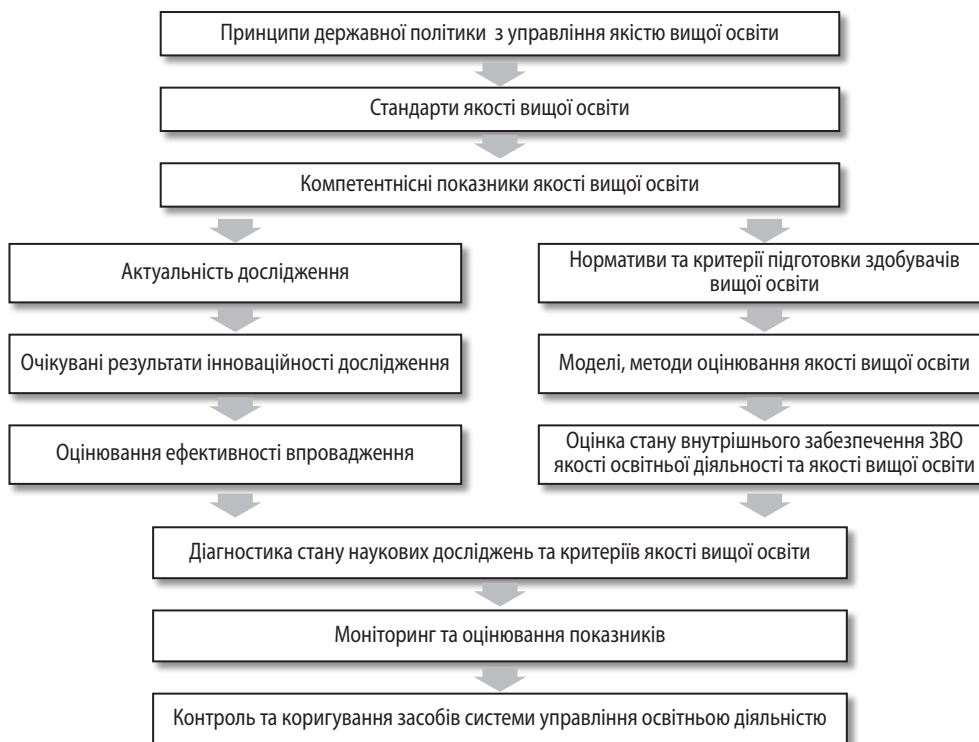 Принципи державної політики з управління якістю вищої освіти
Стандарти якості вищої освіти
Компетентнісні показники якості вищої освіти
Актуальність дослідження
Нормативи та критерії підготовки здобувачів
вищої освіти
Очікувані результати інноваційності дослідження
Моделі, методи оцінювання якості вищої освіти
Оцінювання ефективності впровадження
Оцінка стану внутрішнього забезпечення ЗВО
якості освітньої діяльності та якості вищої освіти
Діагностика стану наукових досліджень та критеріїв якості вищої освіти
Моніторинг та оцінювання показників
Контроль та коригування засобів системи управління освітньою діяльністю